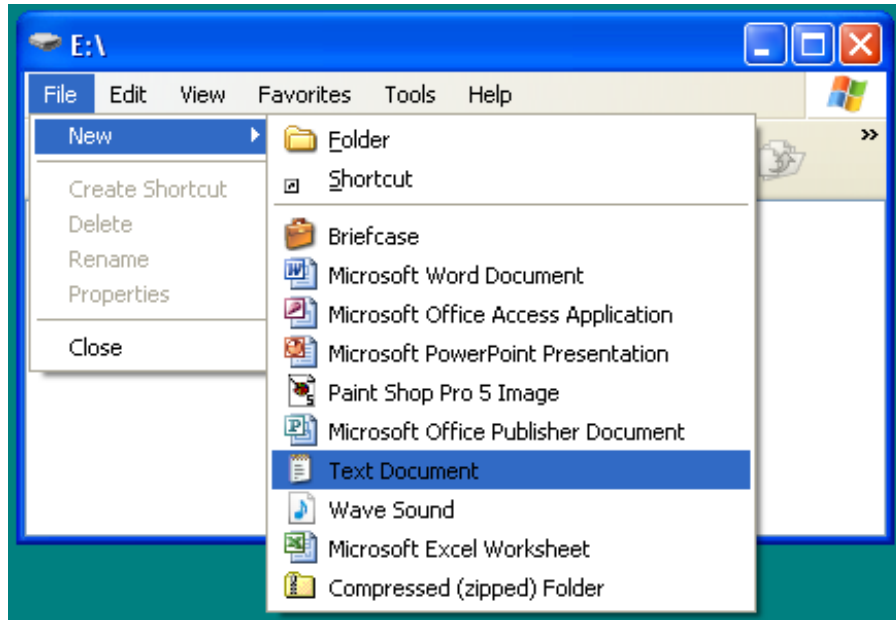 E:\
File Edit View Favorites Tools Help
New
Create Shortcut
Delete
Rename
Properties
Close
Folder
Shortcut
Briefcase
Microsoft Word Document
Microsoft Office Access Application
Microsoft PowerPoint Presentation
Paint Shop Pro 5 Image
Microsoft Office Publisher Document
Text Document
Wave Sound
Microsoft Excel Worksheet
Compressed (zipped) Folder